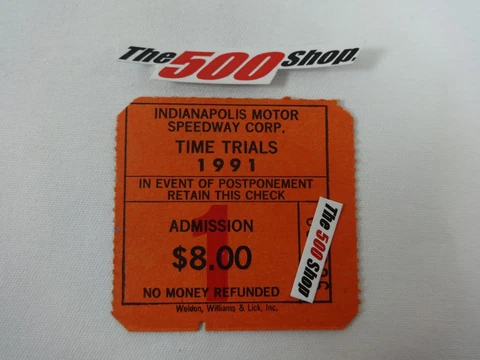 The 500 Shop.
INDIANAPOLIS MOTOR
SPEEDWAY CORP.
TIME TRIALS
1991
IN EVENT OF POSTPONEMENT
RETAIN THIS CHECK
1
ADMISSION
$8.00
NO MONEY REFUNDED
The 500 Shop
Weldon, Williams & Lick, Inc.